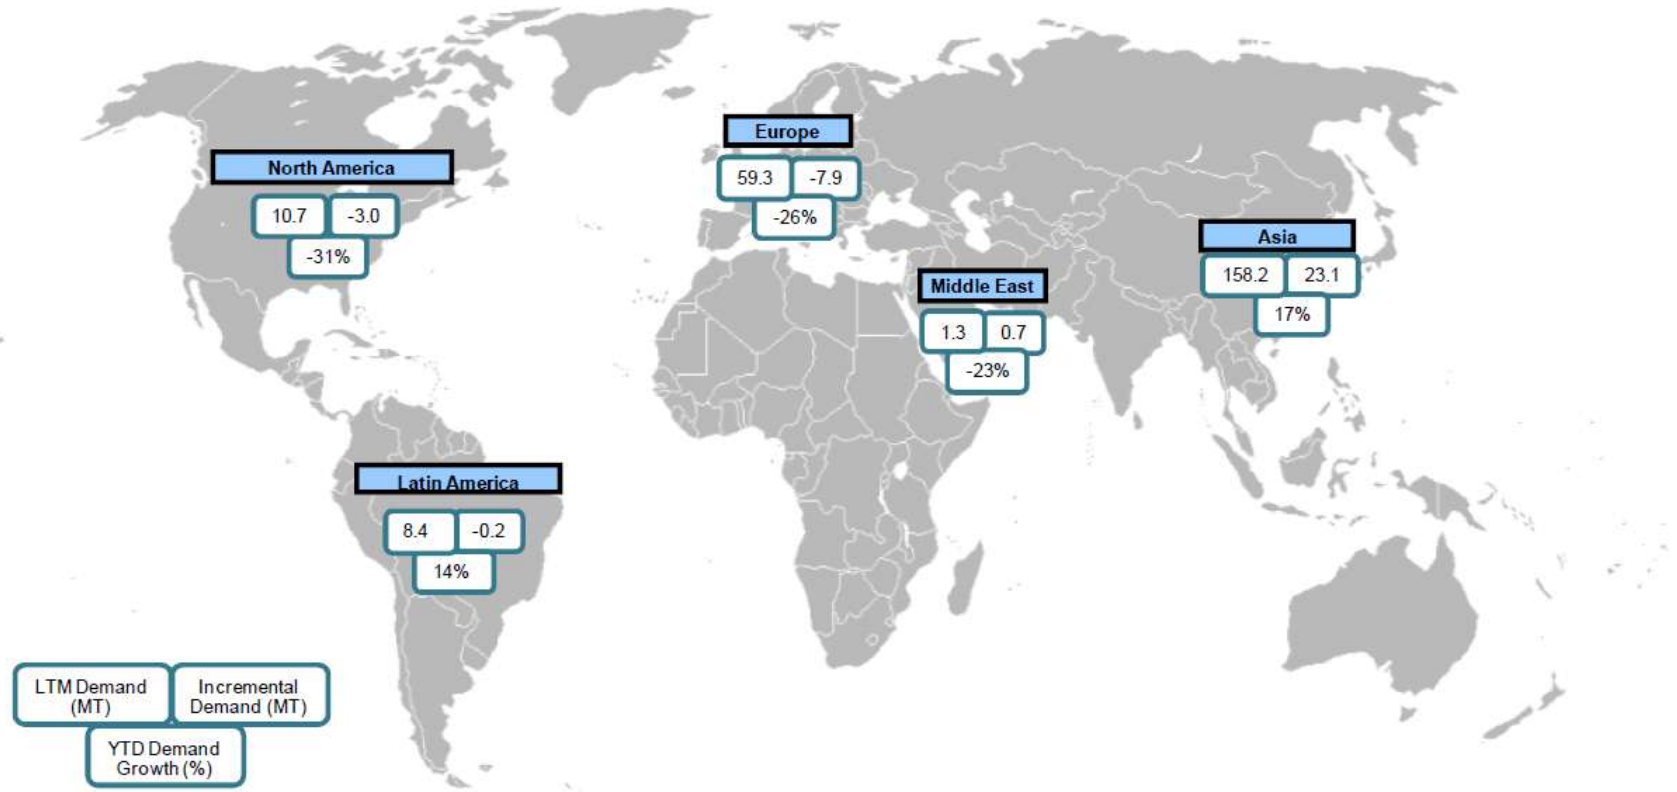 Europe
59.3 -7.9
-26%
North America
10.7 -3.0
-31%
Asia
158.2 23.1
17%
Middle East
1.3 0.7
-23%
Latin America
8.4 -0.2
14%
LTM Demand
(MT)
Incremental
Demand (MT)
YTD Demand
Growth (%)